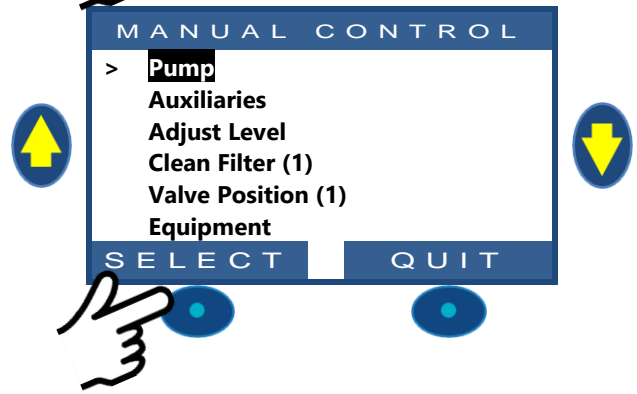 MANUAL CONTROL
> Pump
Auxiliaries
Adjust Level
Clean Filter (1)
Valve Position (1)
Equipment
SELECT QUIT